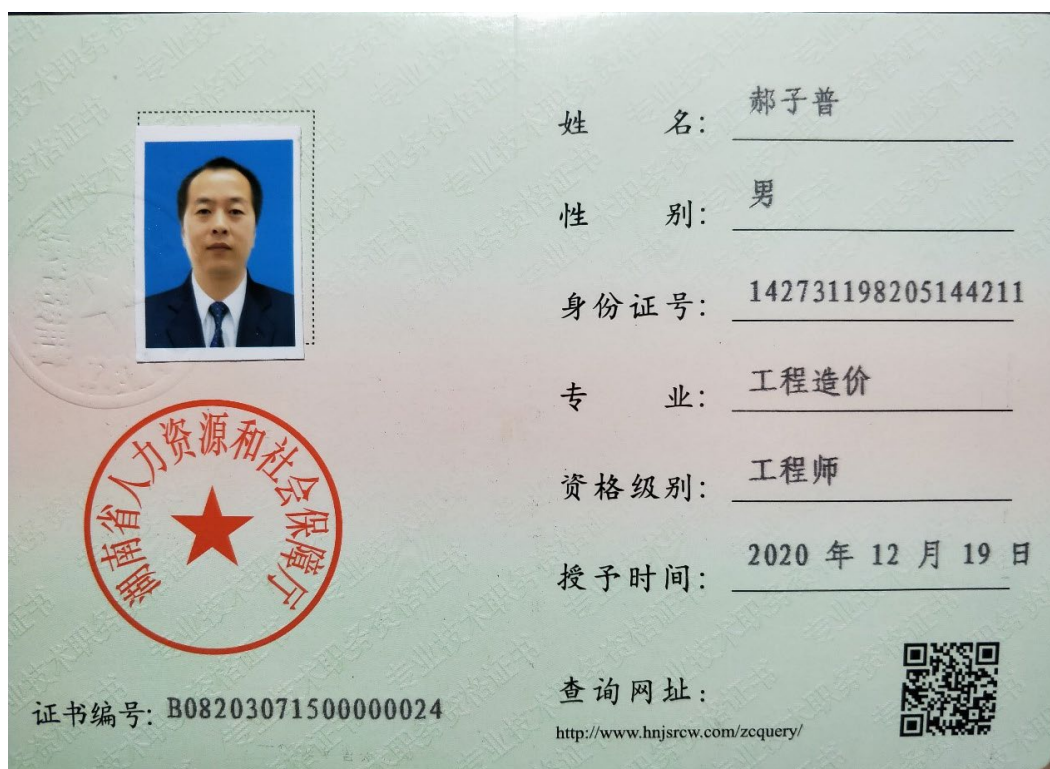 姓名：郝子普
性别：男
身份证号：142731198205144211
专业：工程造价
资格级别：工程师
授予时间：2020 年 12 月 19 日
查询网址：
http://www.hnjsrcw.com/zcquery/
湖南省人力资源和社会保障厅
证书编号：B08203071500000024